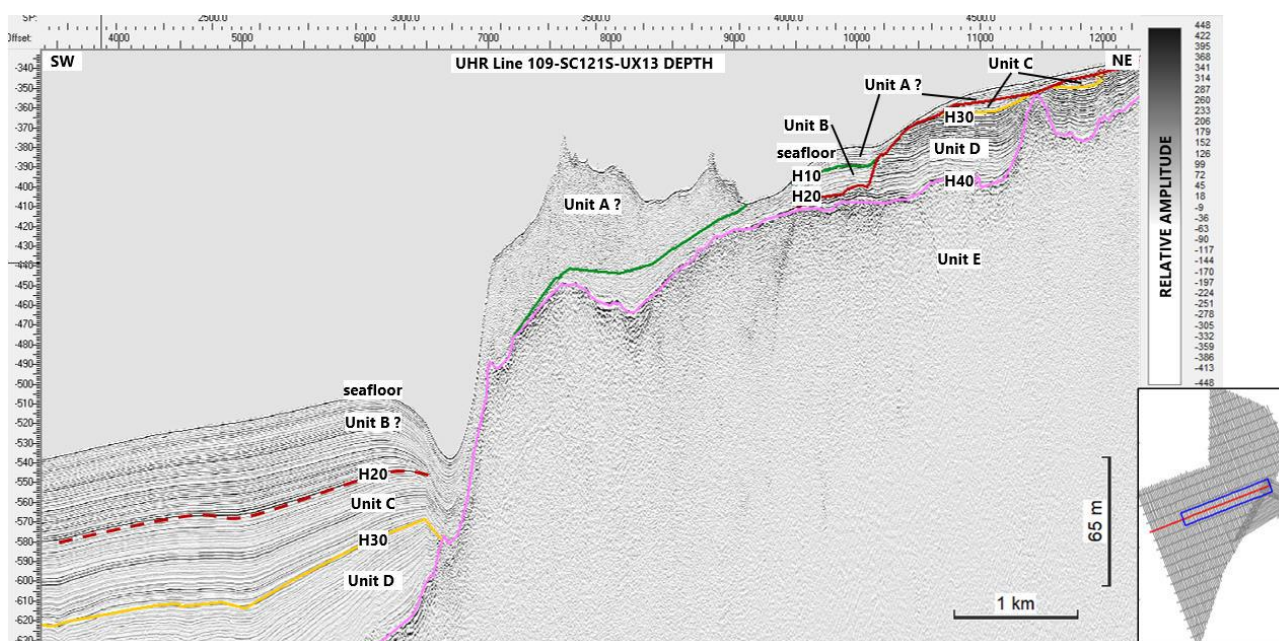 SP: 2500.0 3000.0 3500.0 4000.0 4500.0
Offset: 4000 5000 6000 7000 8000 9000 10000 11000 12000
SW UHR Line 109-SC121S-UX13 DEPTH NE
Unit C
Unit A ?
Unit B
H30
seafloor
Unit D
H10
H40
H20
Unit A ?
Unit E
seafloor
Unit B ?
H20
Unit C
H30
Unit D
65 m
1 km
-340
-350
-360
-370
-380
-390
-400
-410
-420
-430
-440
-450
-460
-470
-480
-490
-500
-510
-520
-530
-540
-550
-560
-570
-580
-590
-600
-610
-620
RELATIVE AMPLITUDE
448
422
395
368
341
314
287
260
233
206
179
152
126
99
72
45
18
-9
-36
-63
-90
-117
-144
-170
-197
-224
-251
-278
-305
-332
-359
-386
-413
-448